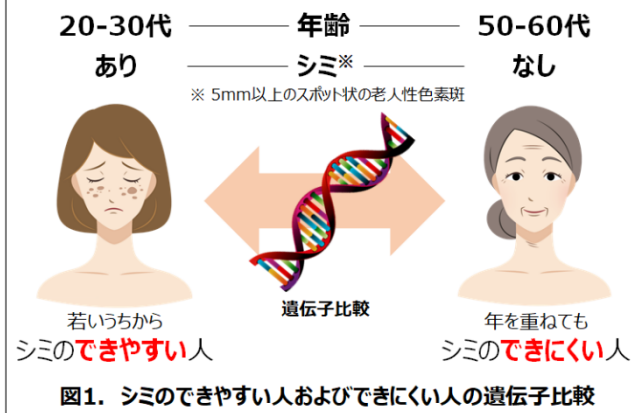 20-30代 年齢 50-60代
あり シミ※ なし
※ 5mm以上のスポット状の老人性色素斑
遺伝子比較
若いうちから
シミのできやすい人
年を重ねても
シミのできにくい人
図1. シミのできやすい人およびできにくい人の遺伝子比較